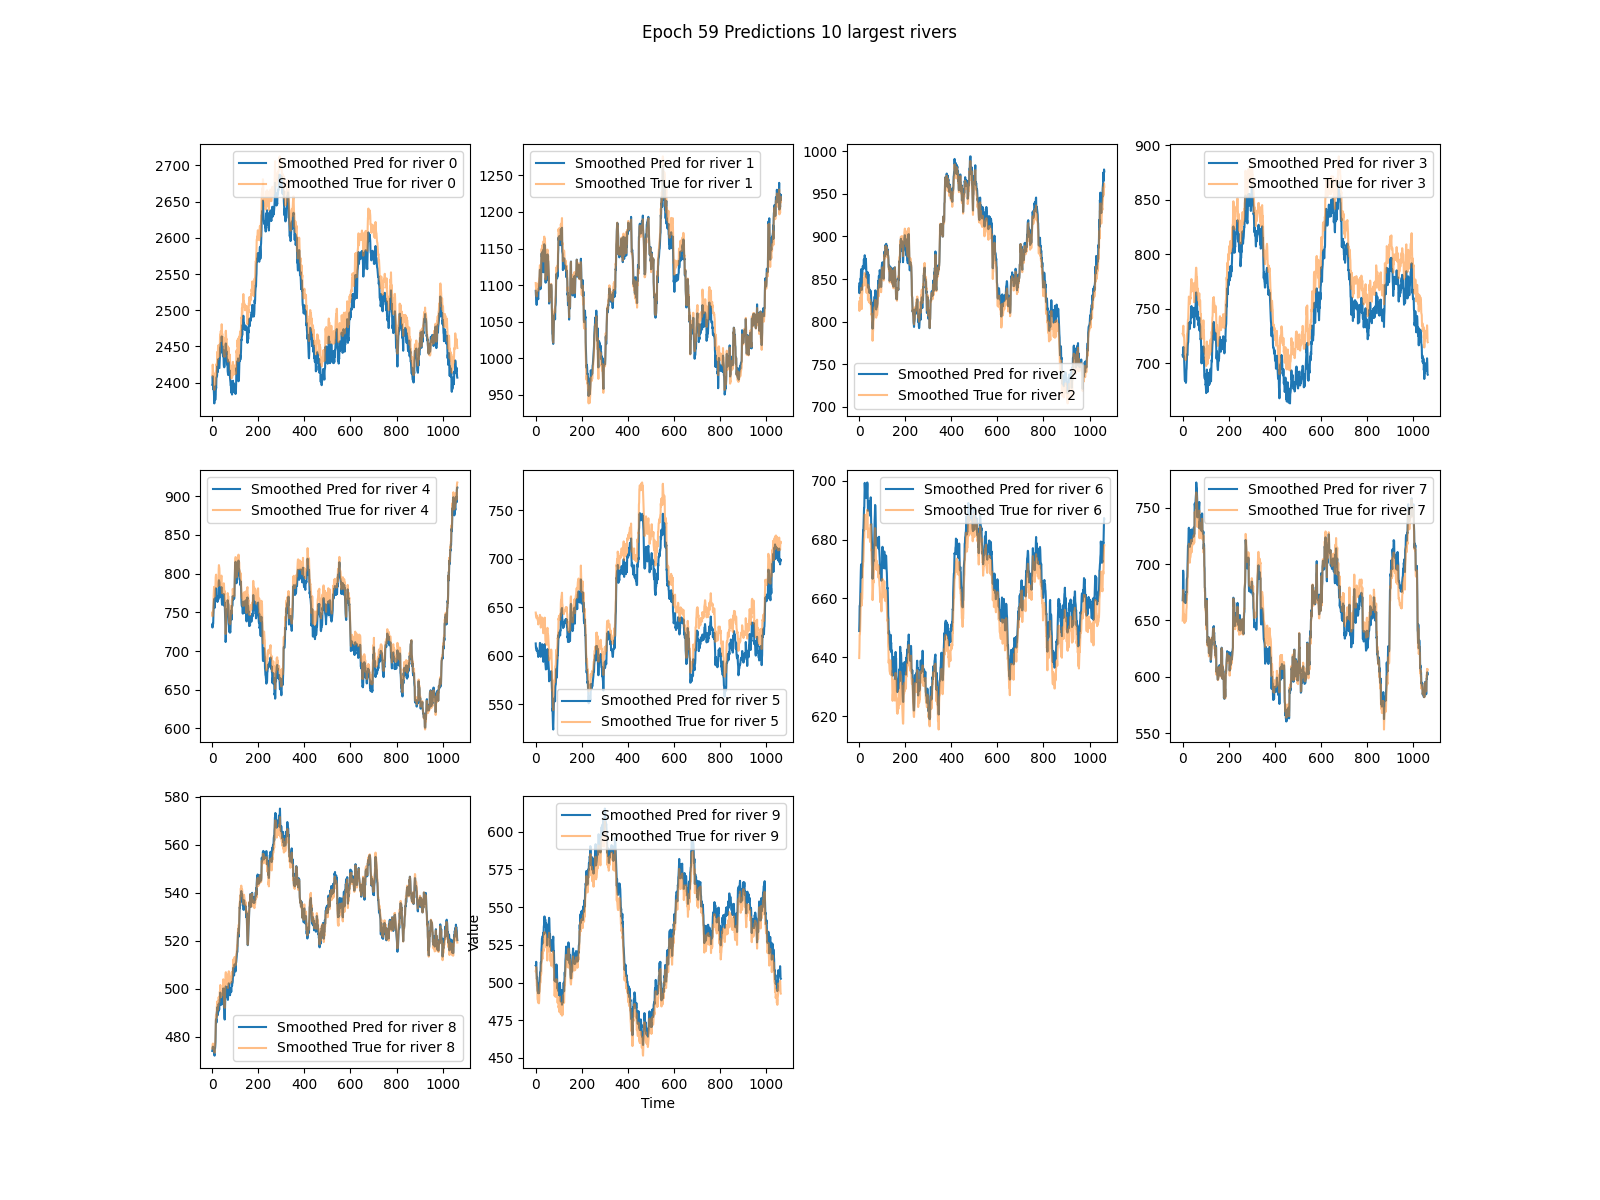 Epoch 59 Predictions 10 largest rivers
2700
2650
2600
2550
2500
2450
2400
Smoothed Pred for river 0
Smoothed True for river 0
0 200 400 600 800 1000
1250
1200
1150
1100
1050
1000
950
Smoothed Pred for river 1
Smoothed True for river 1
0 200 400 600 800 1000
1000
950
900
850
800
750
700
Smoothed Pred for river 2
Smoothed True for river 2
0 200 400 600 800 1000
900
850
800
750
700
Smoothed Pred for river 3
Smoothed True for river 3
0 200 400 600 800 1000
900
850
800
750
700
650
600
Smoothed Pred for river 4
Smoothed True for river 4
0 200 400 600 800 1000
750
700
650
600
550
Smoothed Pred for river 5
Smoothed True for river 5
0 200 400 600 800 1000
700
680
660
640
620
Smoothed Pred for river 6
Smoothed True for river 6
0 200 400 600 800 1000
750
700
650
600
550
Smoothed Pred for river 7
Smoothed True for river 7
0 200 400 600 800 1000
580
560
540
520
500
480
Smoothed Pred for river 8
Smoothed True for river 8
0 200 400 600 800 1000
Value
600
575
550
525
500
475
450
Smoothed Pred for river 9
Smoothed True for river 9
0 200 400 600 800 1000
Time